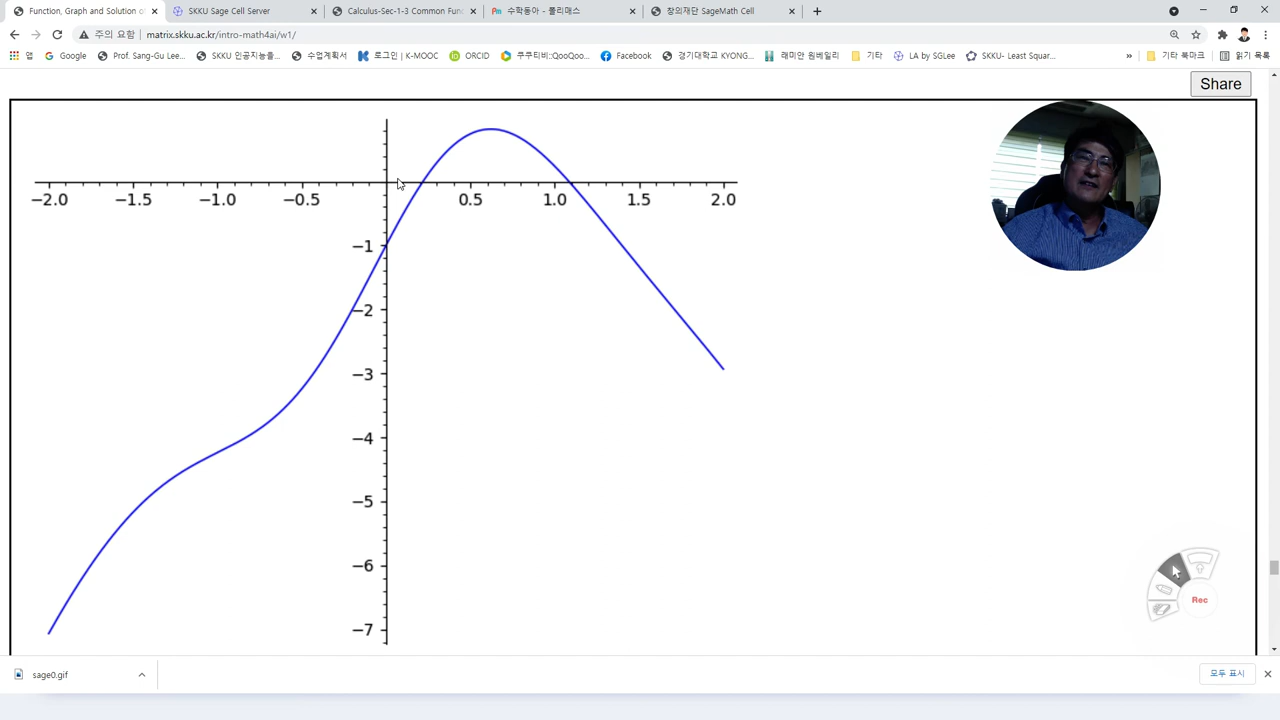 Function, Graph and Solution o
SKKU Sage Cell Server
Calculus-Sec-1-3 Common Func
수학동아 - 폴리매스
창의재단 SageMath Cell
주의 요함
matrix.skku.ac.kr/intro-math4ai/w1/
앱
Google
Prof. Sang-Gu Lee...
SKKU 인공지능을...
수업계획서
로그인 | K-MOOC
ORCID
쿠쿠티비::QooQoo...
Facebook
경기대학교 KYONG...
래미안 원베일리
기타
LA by SGLee
SKKU- Least Squar...
»
기타 북마크
읽기 목록
Share
−2.0
−1.5
−1.0
−0.5
0.5
1.0
1.5
2.0
−1
−2
−3
−4
−5
−6
−7
Rec
sage0.gif
모두 표시